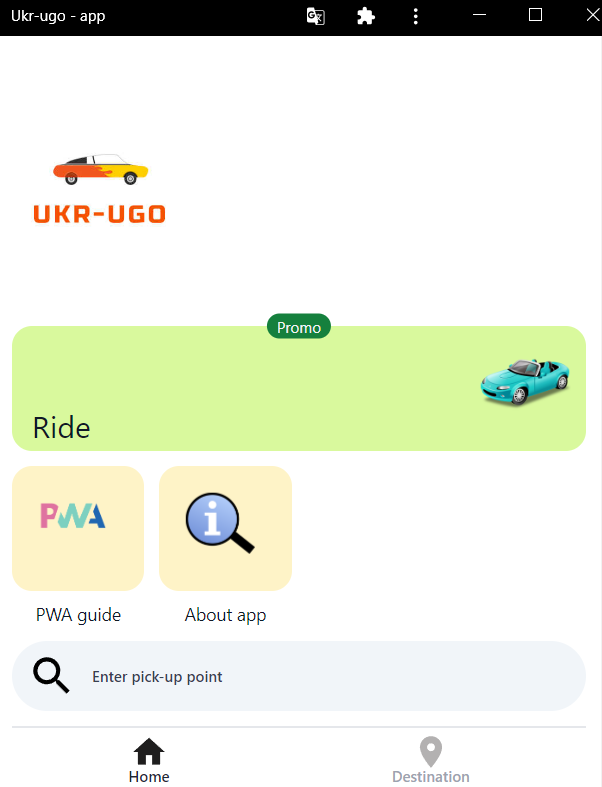 Ukr-ugo - app
UKR-UGO
Promo
Ride
PWA
PWA guide
i
About app
Enter pick-up point
Home
Destination